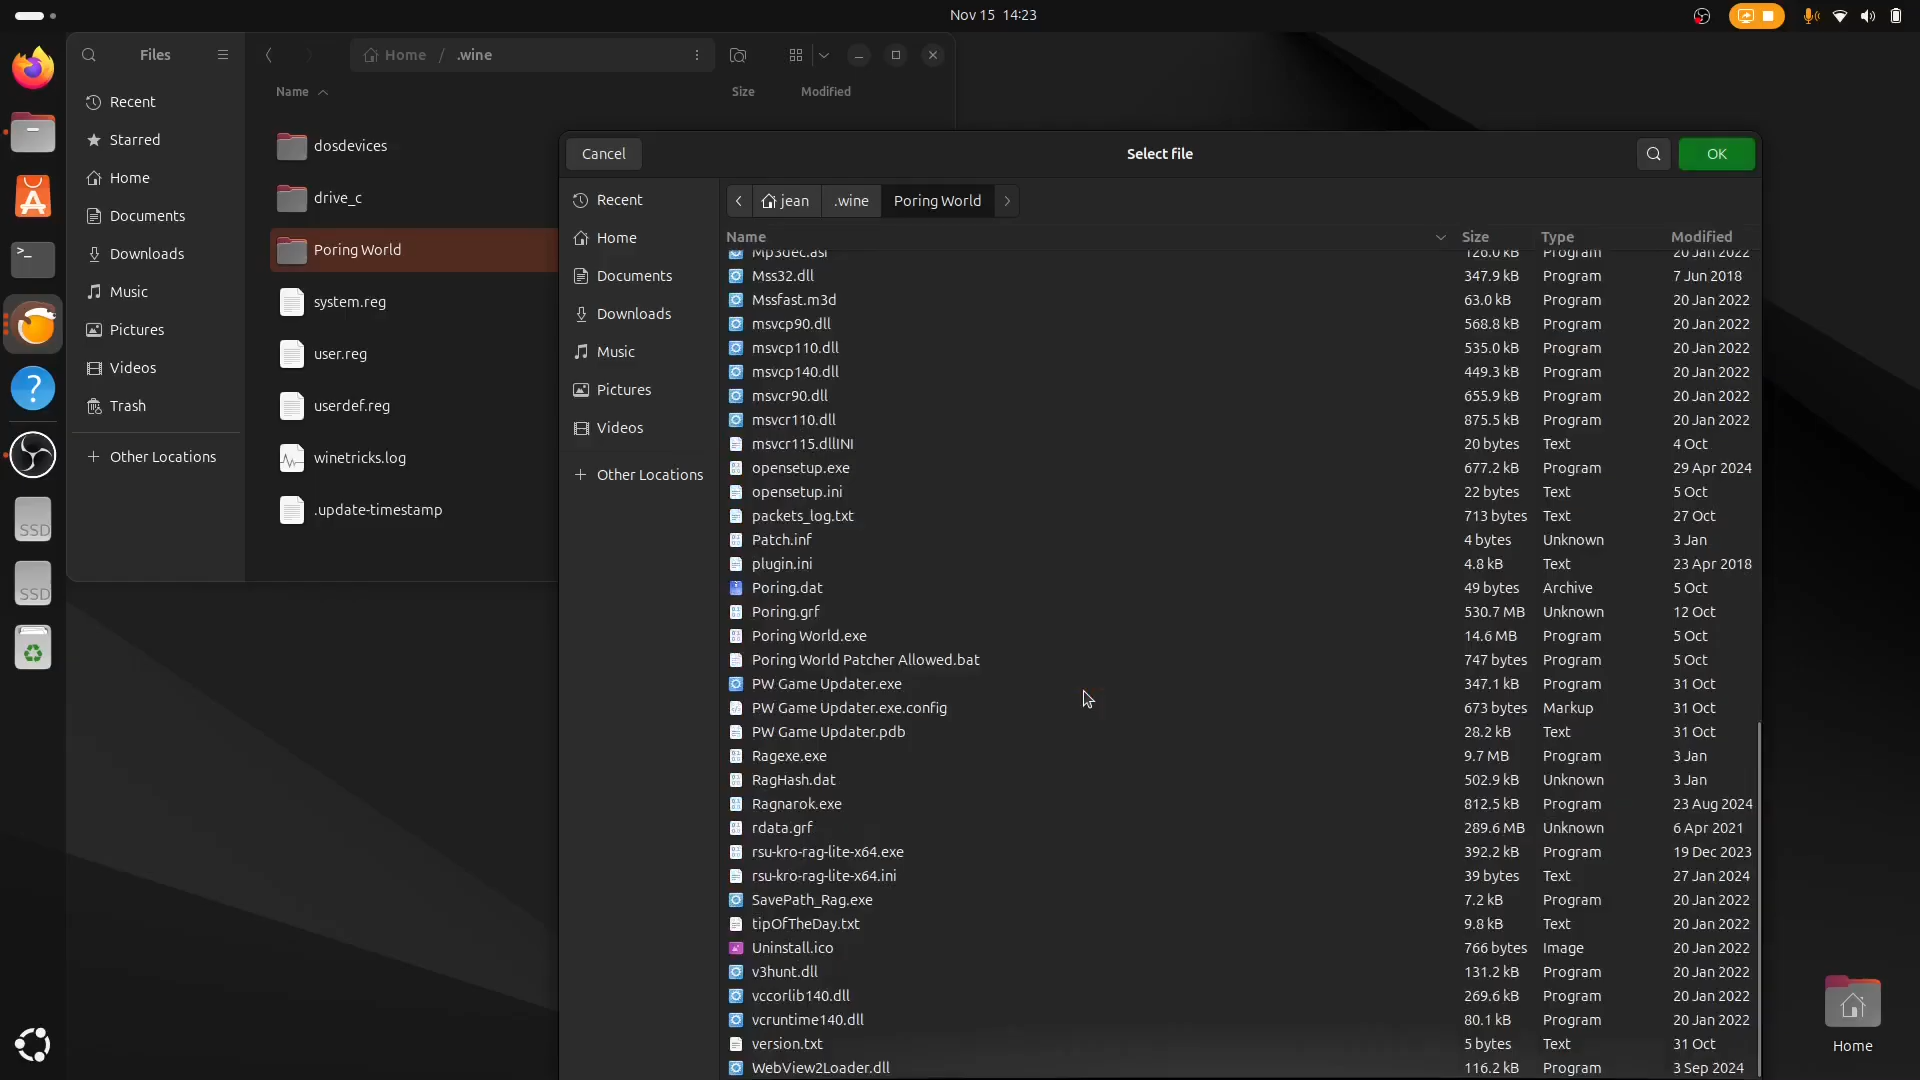 Nov 15 14:23
Files
Home / .wine
Name Size Modified
Recent
Starred
Home
Documents
Downloads
Music
Pictures
Videos
Trash
Other Locations
dosdevices
drive_c
Poring World
system.reg
user.reg
userdef.reg
winetricks.log
.update-timestamp
Cancel
Select file
OK
Recent
Home
Documents
Downloads
Music
Pictures
Videos
Other Locations
jean .wine Poring World
Name Size Type Modified
Mp3dec.asi 126.0 kB Program 20 Jan 2022
Mss32.dll 347.9 kB Program 7 Jun 2018
Mssfast.m3d 63.0 kB Program 20 Jan 2022
msvcp90.dll 568.8 kB Program 20 Jan 2022
msvcp110.dll 535.0 kB Program 20 Jan 2022
msvcp140.dll 449.3 kB Program 20 Jan 2022
msvcr90.dll 655.9 kB Program 20 Jan 2022
msvcr110.dll 875.5 kB Program 20 Jan 2022
msvcr115.dllINI 20 bytes Text 4 Oct
opensetup.exe 677.2 kB Program 29 Apr 2024
opensetup.ini 22 bytes Text 5 Oct
packets_log.txt 713 bytes Text 27 Oct
Patch.inf 4 bytes Unknown 3 Jan
plugin.ini 4.8 kB Text 23 Apr 2018
Poring.dat 49 bytes Archive 5 Oct
Poring.grf 530.7 MB Unknown 12 Oct
Poring World.exe 14.6 MB Program 5 Oct
Poring World Patcher Allowed.bat 747 bytes Program 5 Oct
PW Game Updater.exe 347.1 kB Program 31 Oct
PW Game Updater.exe.config 673 bytes Markup 31 Oct
PW Game Updater.pdb 28.2 kB Text 31 Oct
Ragexe.exe 9.7 MB Program 3 Jan
RagHash.dat 502.9 kB Unknown 3 Jan
Ragnarok.exe 812.5 kB Program 23 Aug 2024
rdata.grf 289.6 MB Unknown 6 Apr 2021
rsu-kro-rag-lite-x64.exe 392.2 kB Program 19 Dec 2023
rsu-kro-rag-lite-x64.ini 39 bytes Text 27 Jan 2024
SavePath_Rag.exe 7.2 kB Program 20 Jan 2022
tipOfTheDay.txt 9.8 kB Text 20 Jan 2022
Uninstall.ico 766 bytes Image 20 Jan 2022
v3hunt.dll 131.2 kB Program 20 Jan 2022
vccorlib140.dll 269.6 kB Program 20 Jan 2022
vcruntime140.dll 80.1 kB Program 20 Jan 2022
version.txt 5 bytes Text 31 Oct
WebView2Loader.dll 116.2 kB Program 3 Sep 2024
SSD
SSD
Home